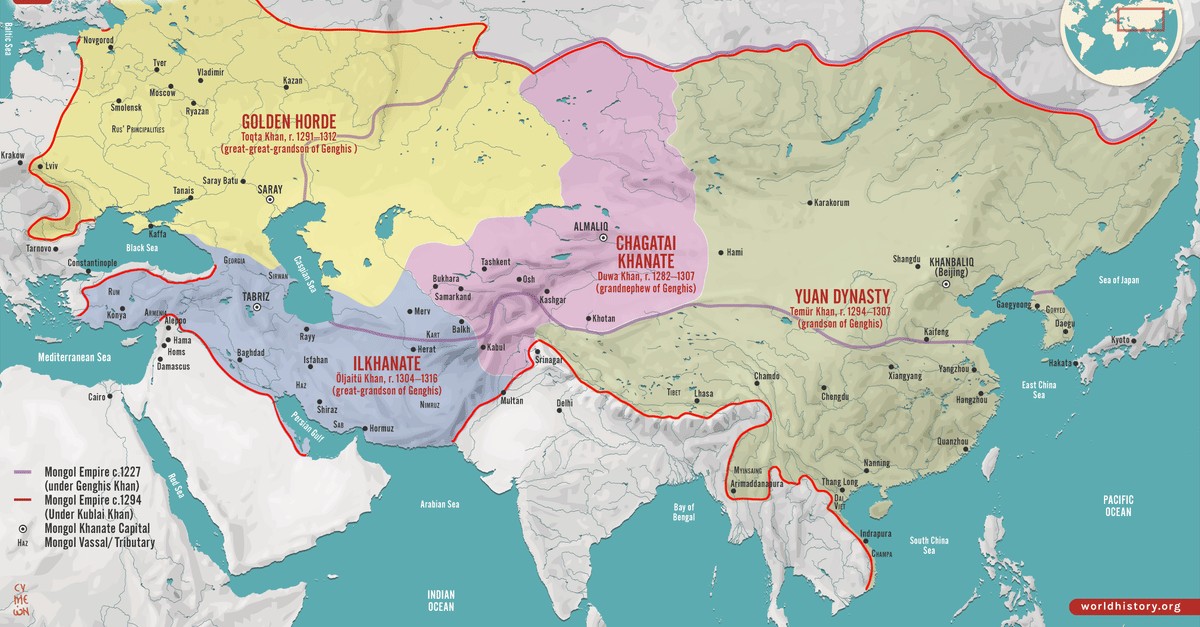 Baltic Sea
Novgorod
Tver
Vladimir
Moscow
Kazan
Smolensk
Ryazan
Rus' Principalities
GOLDEN HORDE
Toqta Khan, r. 1291–1312
(great-great-grandson of Genghis )
Krakow
Lviv
Saray Batu
SARAY
Tanais
Kaffa
Tarnovo
Black Sea
Constantinople
Georgia
Sirwan
Caspian Sea
Rum
Konya
Armenia
TABRIZ
Aleppo
Hama
Homs
Damascus
Mediterranean Sea
Cairo
Baghdad
Rayy
Isfahan
Haz
Shiraz
Sab
Hormuz
Nimruz
Persian Gulf
Red Sea
ILKHANATE
Öljaitü Khan, r. 1304–1316
(great-grandson of Genghis)
Merv
Kart
Herat
Balkh
Kabul
Bukhara
Samarkand
Tashkent
Osh
Kashgar
Khotan
ALMALIQ
CHAGATAI
KHANATE
Duwa Khan, r. 1282–1307
(grandnephew of Genghis)
Srinagar
Multan
Delhi
Karakorum
Hami
Shangdu
KHANBALIQ
(Beijing)
YUAN DYNASTY
Temür Khan, r. 1294–1307
(grandson of Genghis)
Kaifeng
Gaegyeong
Goryeo
Daegu
Sea of Japan
Kyoto
Hakata
East China
Sea
Xiangyang
Yangzhou
Hangzhou
Chamdo
Chengdu
Tibet
Lhasa
Quanzhou
Nanning
Myinsaing
Arimaddanapura
Thang Long
Dai
Viet
Indrapura
Champa
South China
Sea
PACIFIC
OCEAN
Bay of
Bengal
Arabian Sea
INDIAN
OCEAN
Mongol Empire c.1227
(under Genghis Khan)
Mongol Empire c.1294
(Under Kublai Khan)
Mongol Khanate Capital
Haz Mongol Vassal/ Tributary
CY
ME
ON
worldhistory.org